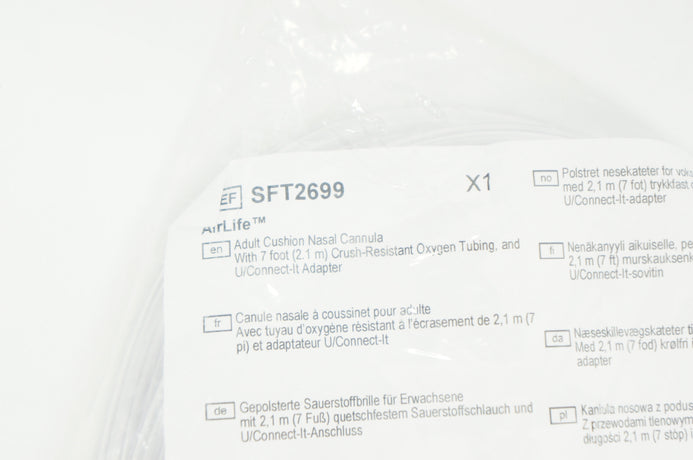 REF SFT2699 X1
AirLife™
en Adult Cushion Nasal Cannula
With 7 foot (2.1 m) Crush-Resistant Oxygen Tubing, and
U/Connect-It Adapter
fr Canule nasale à coussinet pour adulte
Avec tuyau d'oxygène résistant à l'écrasement de 2,1 m (7
pi) et adaptateur U/Connect-It
de Gepolsterte Sauerstoffbrille für Erwachsene
mit 2,1 m (7 Fuß) quetschfestem Sauerstoffschlauch und
U/Connect-It-Anschluss
no Polstret nesekateter for
med 2,1 m (7 fot) trykkfast
U/Connect-It-adapter
fi Nenäkanyyli aikuiselle,
2,1 m (7 ft)
U/Connect-It-sovitin
da Næseskillevægskateter
Med 2,1 m (7 fod)
adapter
pl Kaniula nosowa z
Z przewodami tlenowym
długości 2,1 m (7 stóp)